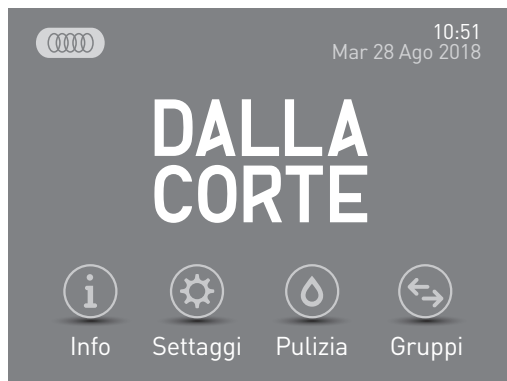 10:51
Mar 28 Ago 2018
DALLA
CORTE
Info
Settaggi
Pulizia
Gruppi